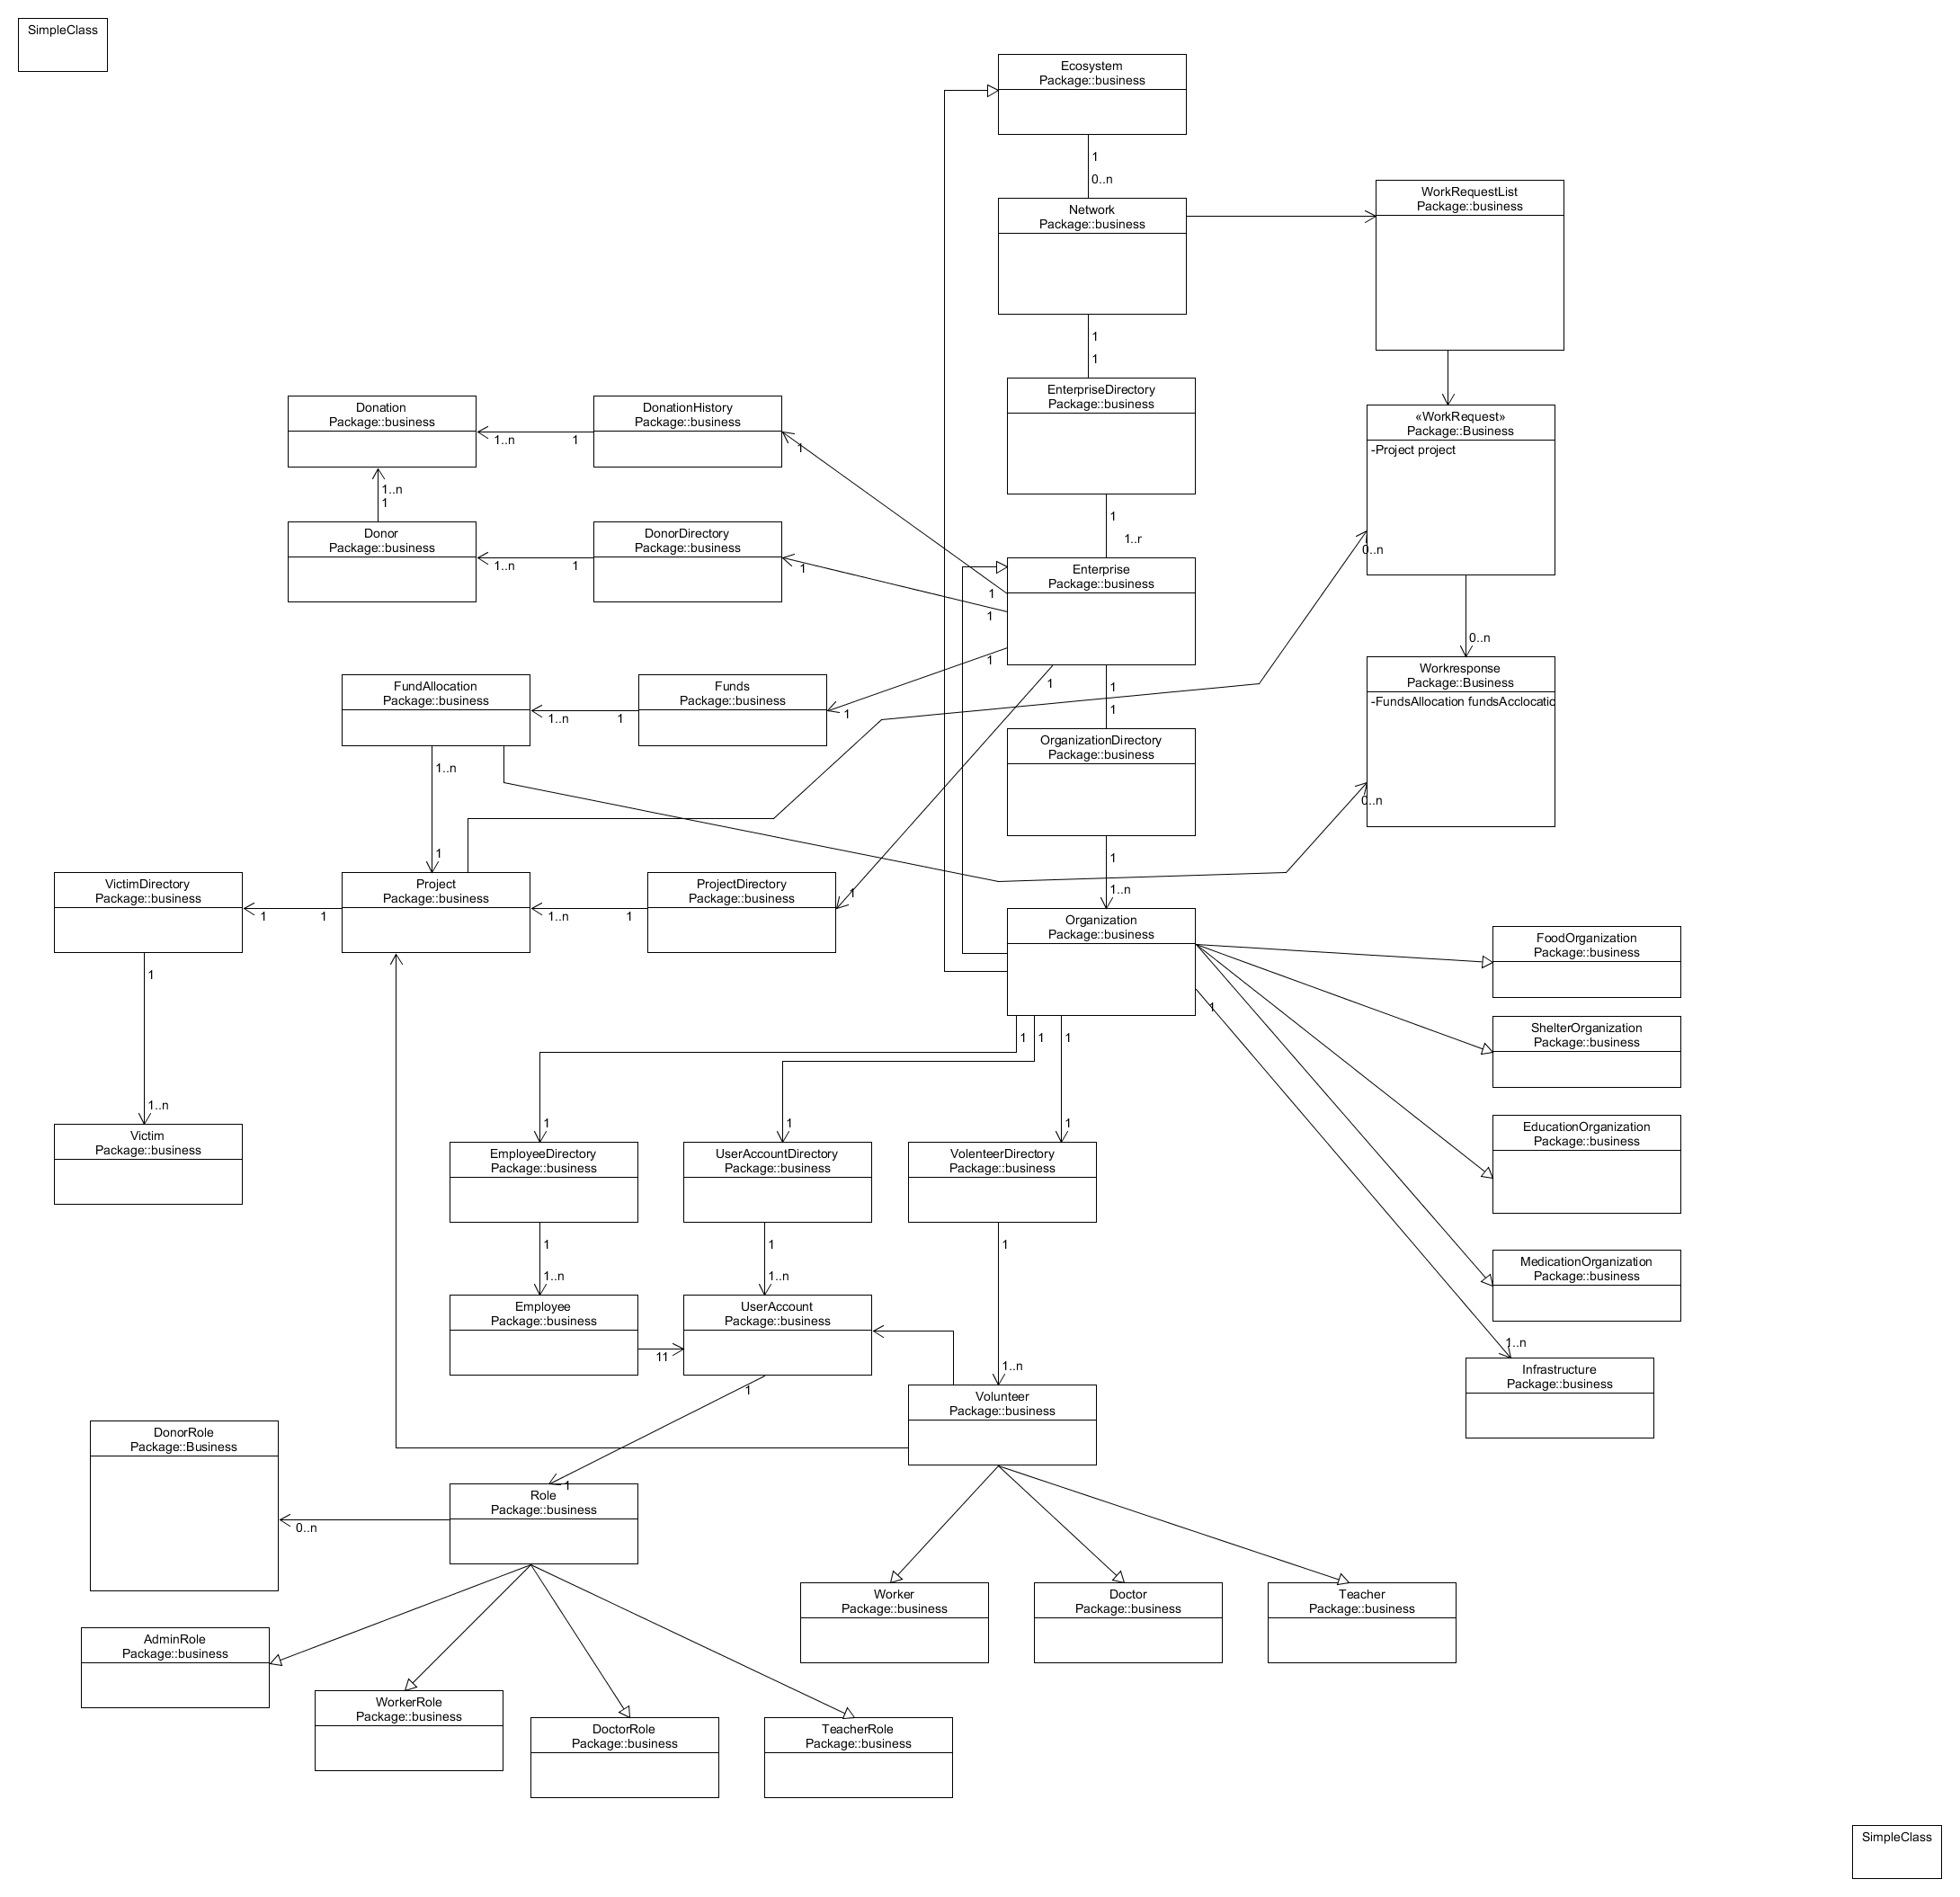 SimpleClass
Ecosystem
Package::business
1
0..n
Network
Package::business
WorkRequestList
Package::business
1
1
EnterpriseDirectory
Package::business
Donation
Package::business
1..n
1
DonationHistory
Package::business
1
«WorkRequest»
Package::Business
-Project project
0..n
1..n
1
Donor
Package::business
1..n
1
DonorDirectory
Package::business
1
1
1..r
Enterprise
Package::business
1
1
1
1
1
1
0..n
Workresponse
Package::Business
-FundsAllocation fundsAcclocatic
0..n
FundAllocation
Package::business
1..n
1
Funds
Package::business
1
OrganizationDirectory
Package::business
1..n
1
1
1..n
VictimDirectory
Package::business
1
1
Project
Package::business
1..n
1
ProjectDirectory
Package::business
1
Organization
Package::business
FoodOrganization
Package::business
1
1..n
1
ShelterOrganization
Package::business
1
1
1
1
1
1
EducationOrganization
Package::business
Victim
Package::business
EmployeeDirectory
Package::business
UserAccountDirectory
Package::business
VolenteerDirectory
Package::business
1
1..n
1
1..n
1
1..n
MedicationOrganization
Package::business
Employee
Package::business
11
UserAccount
Package::business
1
1..n
Infrastructure
Package::business
Volunteer
Package::business
DonorRole
Package::Business
0..n
1
Role
Package::business
Worker
Package::business
Doctor
Package::business
Teacher
Package::business
AdminRole
Package::business
WorkerRole
Package::business
DoctorRole
Package::business
TeacherRole
Package::business
SimpleClass